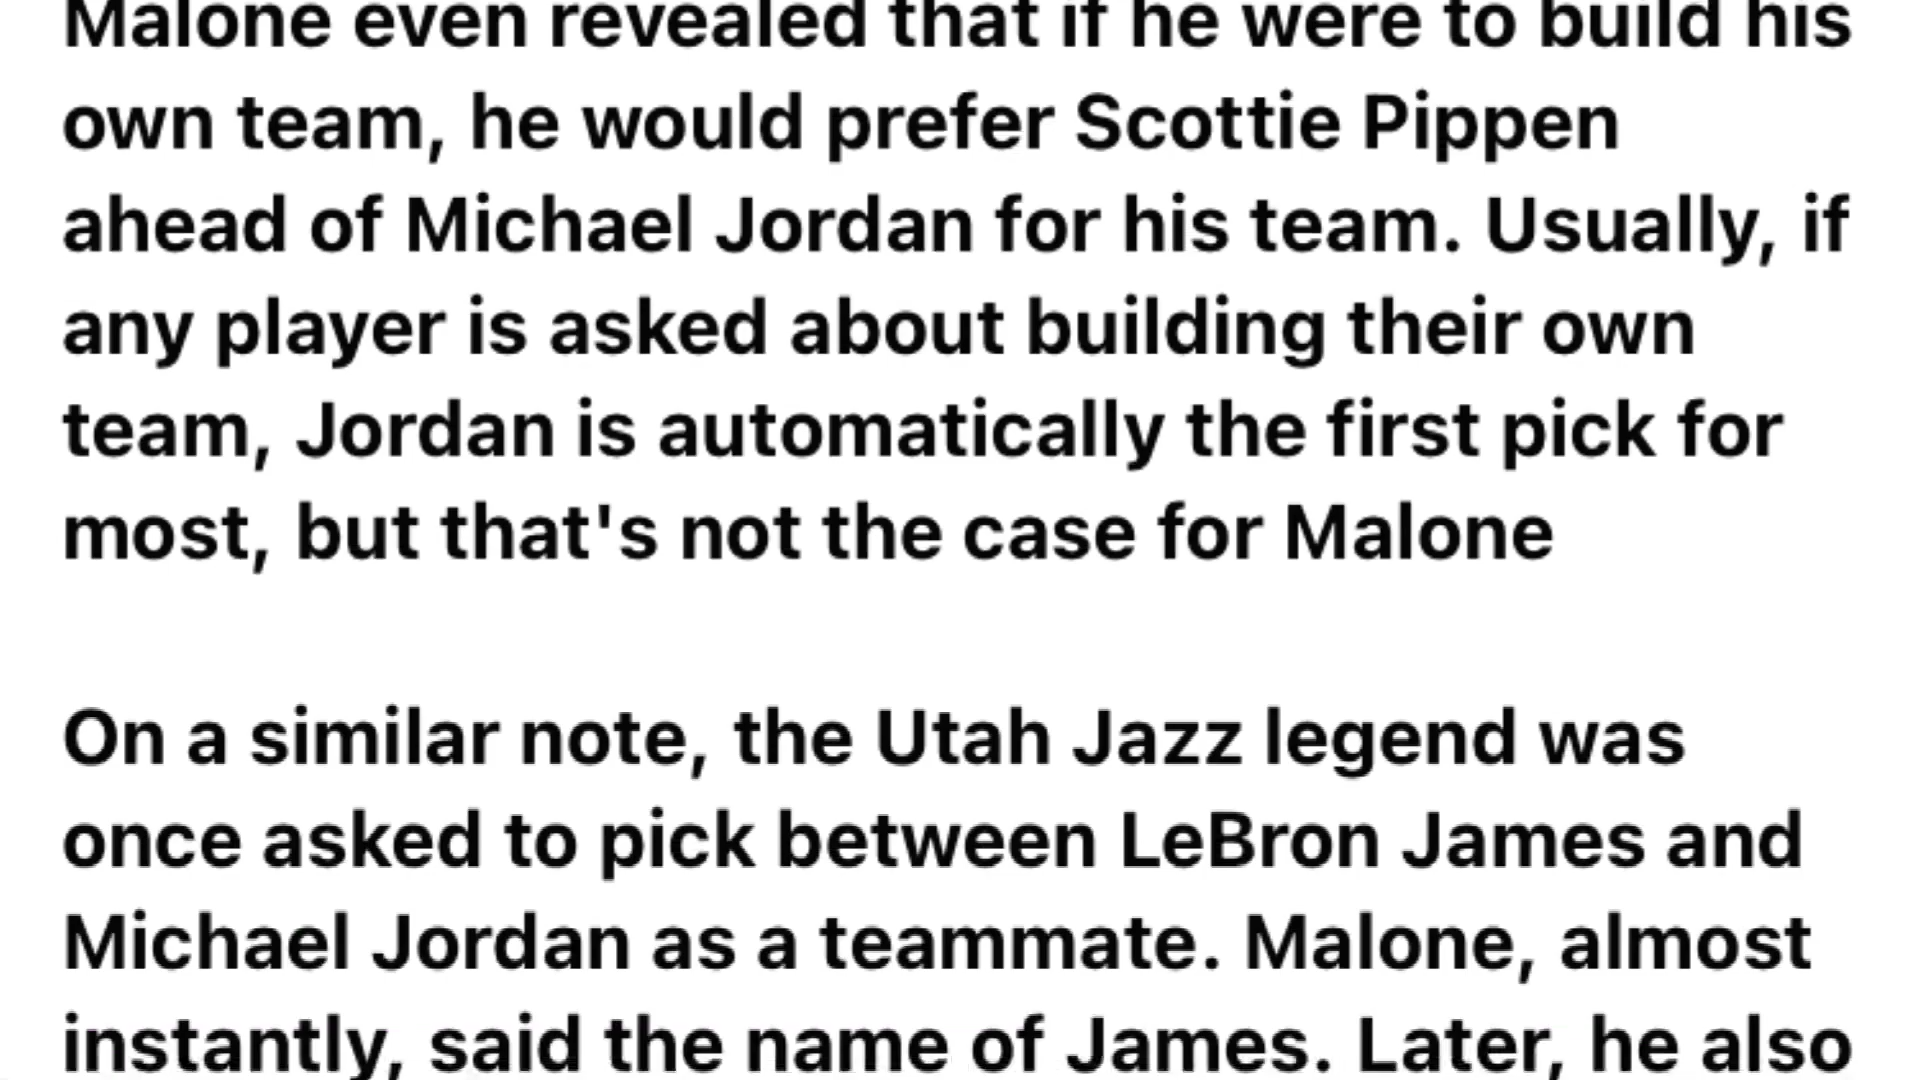 Malone even revealed that if he were to build his
own team, he would prefer Scottie Pippen
ahead of Michael Jordan for his team. Usually, if
any player is asked about building their own
team, Jordan is automatically the first pick for
most, but that's not the case for Malone
On a similar note, the Utah Jazz legend was
once asked to pick between LeBron James and
Michael Jordan as a teammate. Malone, almost
instantly, said the name of James. Later, he also